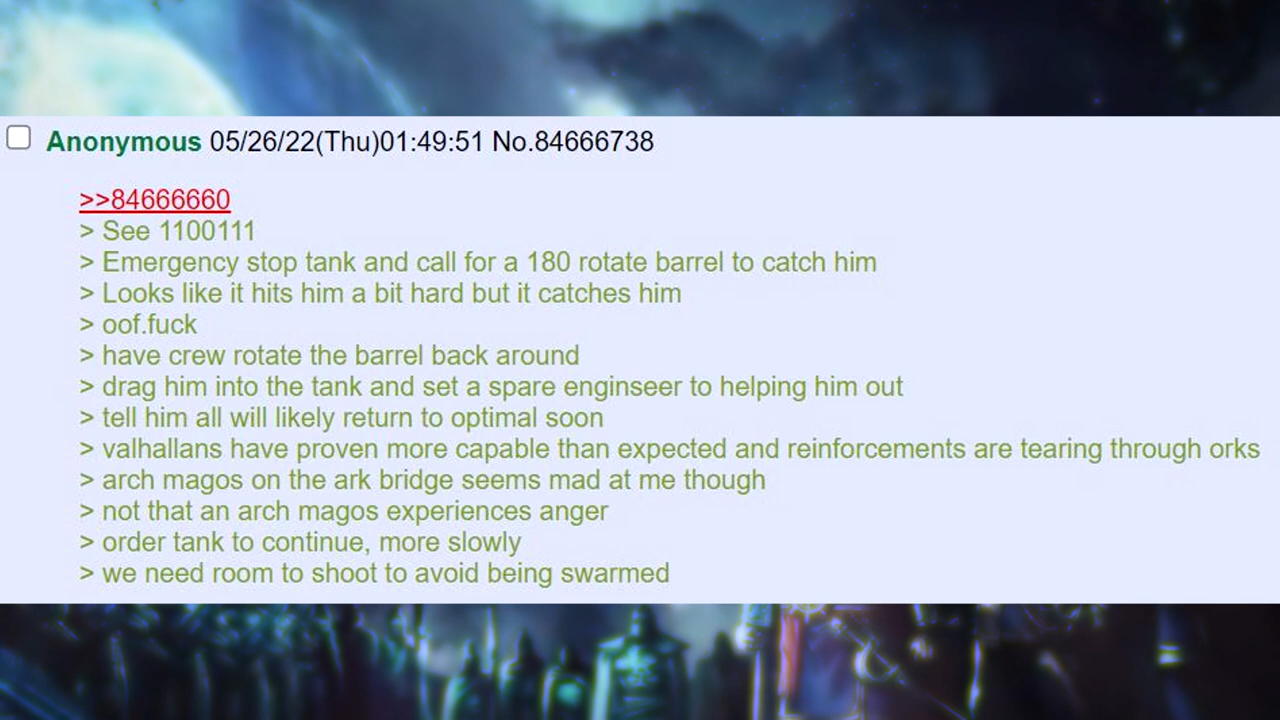 Anonymous 05/26/22(Thu)01:49:51 No.84666738
>>84666660
> See 1100111
> Emergency stop tank and call for a 180 rotate barrel to catch him
> Looks like it hits him a bit hard but it catches him
> oof.fuck
> have crew rotate the barrel back around
> drag him into the tank and set a spare enginseer to helping him out
> tell him all will likely return to optimal soon
> valhallans have proven more capable than expected and reinforcements are tearing through orks
> arch magos on the ark bridge seems mad at me though
> not that an arch magos experiences anger
> order tank to continue, more slowly
> we need room to shoot to avoid being swarmed